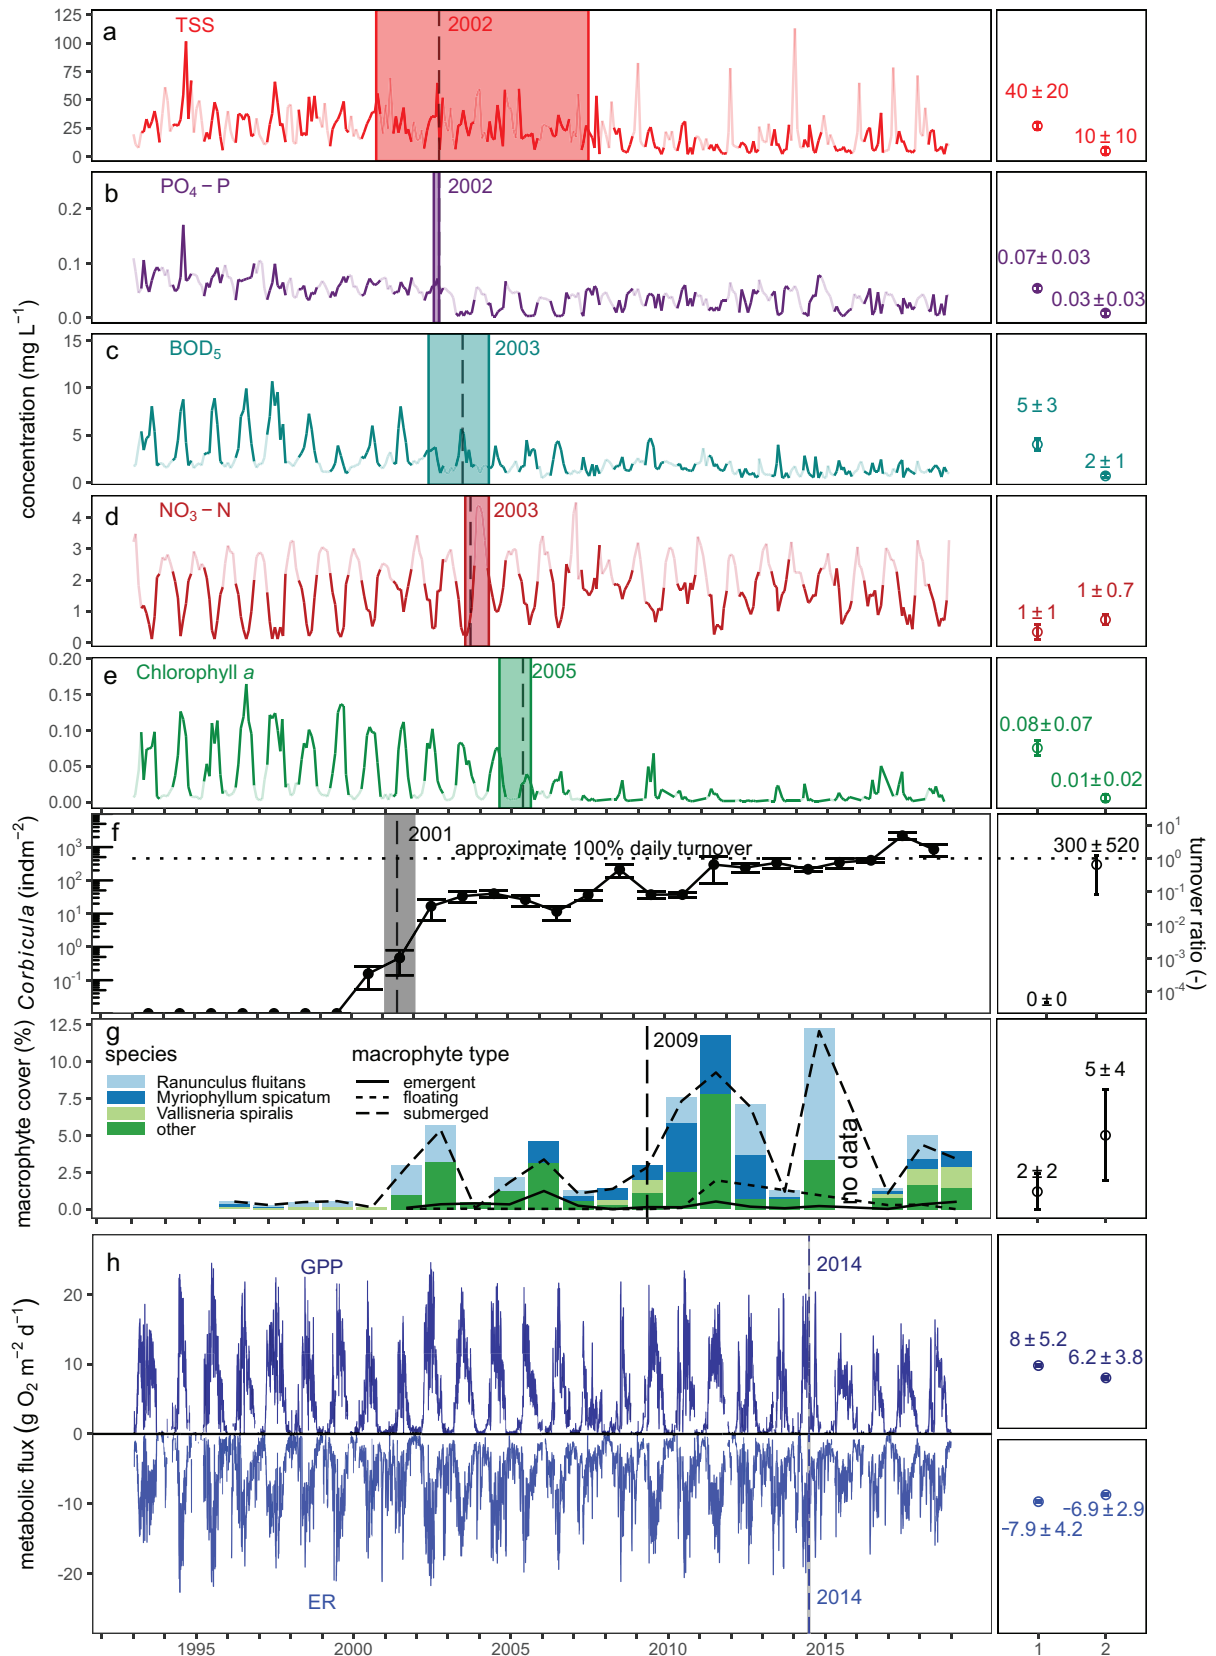 concentration (mg L⁻¹)
a
TSS
2002
125
100
75
50
25
0
40 ± 20
10 ± 10
b
PO₄ − P
2002
0.2
0.1
0.0
0.07 ± 0.03
0.03 ± 0.03
c
BOD₅
2003
15
10
5
0
5 ± 3
2 ± 1
d
NO₃ − N
2003
4
3
2
1
0
1 ± 1
1 ± 0.7
e
Chlorophyll a
2005
0.20
0.15
0.10
0.05
0.00
0.08 ± 0.07
0.01 ± 0.02
Corbicula (indm⁻²)
f
2001
approximate 100% daily turnover
10³
10²
10¹
10⁰
10⁻¹
300 ± 520
0 ± 0
10¹
10⁰
10⁻¹
10⁻²
10⁻³
10⁻⁴
turnover ratio (-)
macrophyte cover (%)
g
12.5
10.0
7.5
5.0
2.5
0.0
species
Ranunculus fluitans
Myriophyllum spicatum
Vallisneria spiralis
other
macrophyte type
emergent
floating
submerged
2009
no data
5 ± 4
2 ± 2
metabolic flux (g O₂ m⁻² d⁻¹)
h
GPP
2014
20
10
0
-10
-20
ER
2014
8 ± 5.2
6.2 ± 3.8
−6.9 ± 2.9
−7.9 ± 4.2
1995
2000
2005
2010
2015
1
2